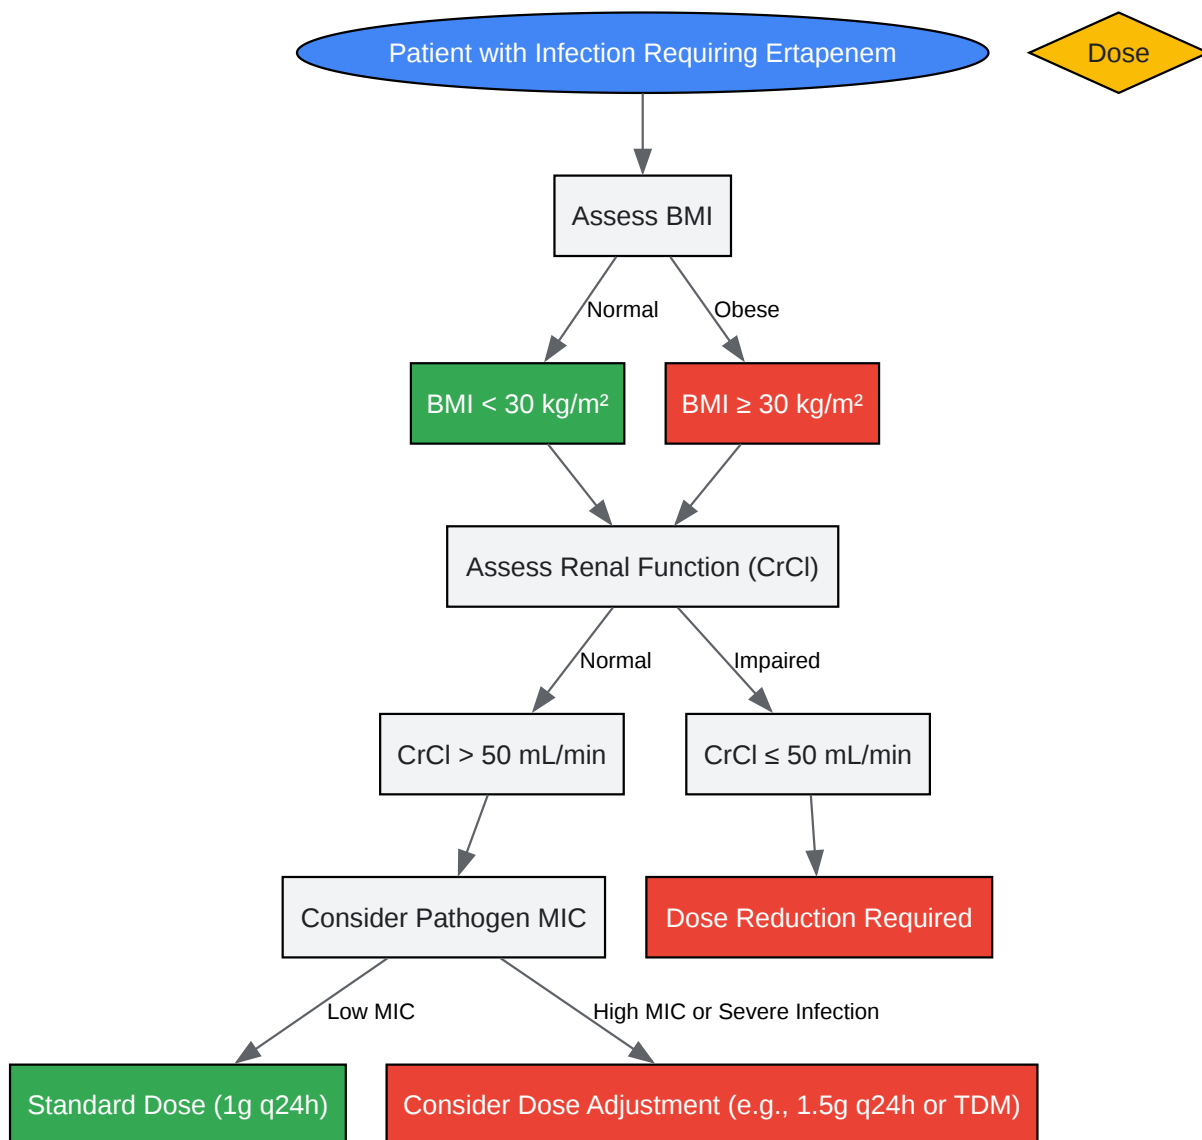 Patient with Infection Requiring Ertapenem
Dose
Assess BMI
Normal
Obese
BMI < 30 kg/m²
BMI ≥ 30 kg/m²
Assess Renal Function (CrCl)
Normal
Impaired
CrCl > 50 mL/min
CrCl ≤ 50 mL/min
Consider Pathogen MIC
Dose Reduction Required
Low MIC
High MIC or Severe Infection
Standard Dose (1g q24h)
Consider Dose Adjustment (e.g., 1.5g q24h or TDM)